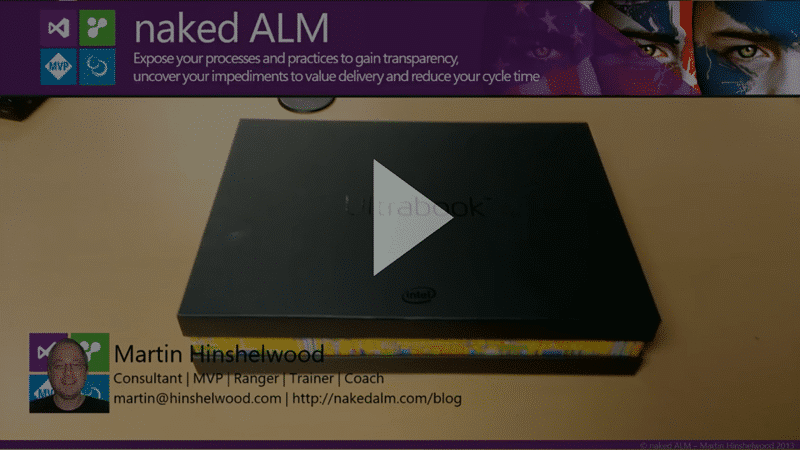 naked ALM
Expose your processes and practices to gain transparency,
uncover your impediments to value delivery and reduce your cycle time
MVP
Ultrabook™
intel
Martin Hinshelwood
Consultant | MVP | Ranger | Trainer | Coach
martin@hinshelwood.com | http://nakedalm.com/blog
© naked ALM – Martin Hinshelwood 2013